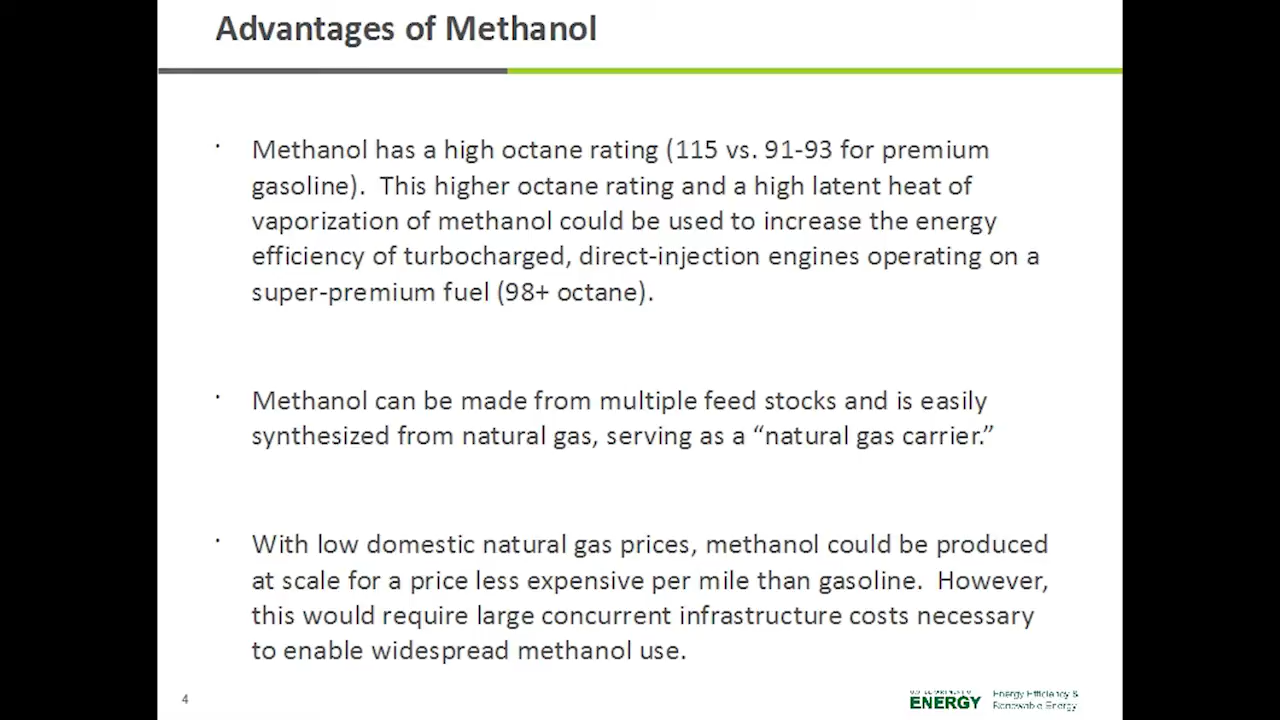 Advantages of Methanol
· Methanol has a high octane rating (115 vs. 91-93 for premium
gasoline).  This higher octane rating and a high latent heat of
vaporization of methanol could be used to increase the energy
efficiency of turbocharged, direct-injection engines operating on a
super-premium fuel (98+ octane).
· Methanol can be made from multiple feed stocks and is easily
synthesized from natural gas, serving as a “natural gas carrier.”
· With low domestic natural gas prices, methanol could be produced
at scale for a price less expensive per mile than gasoline.  However,
this would require large concurrent infrastructure costs necessary
to enable widespread methanol use.
4
ENERGY
Energy Efficiency &
Renewable Energy